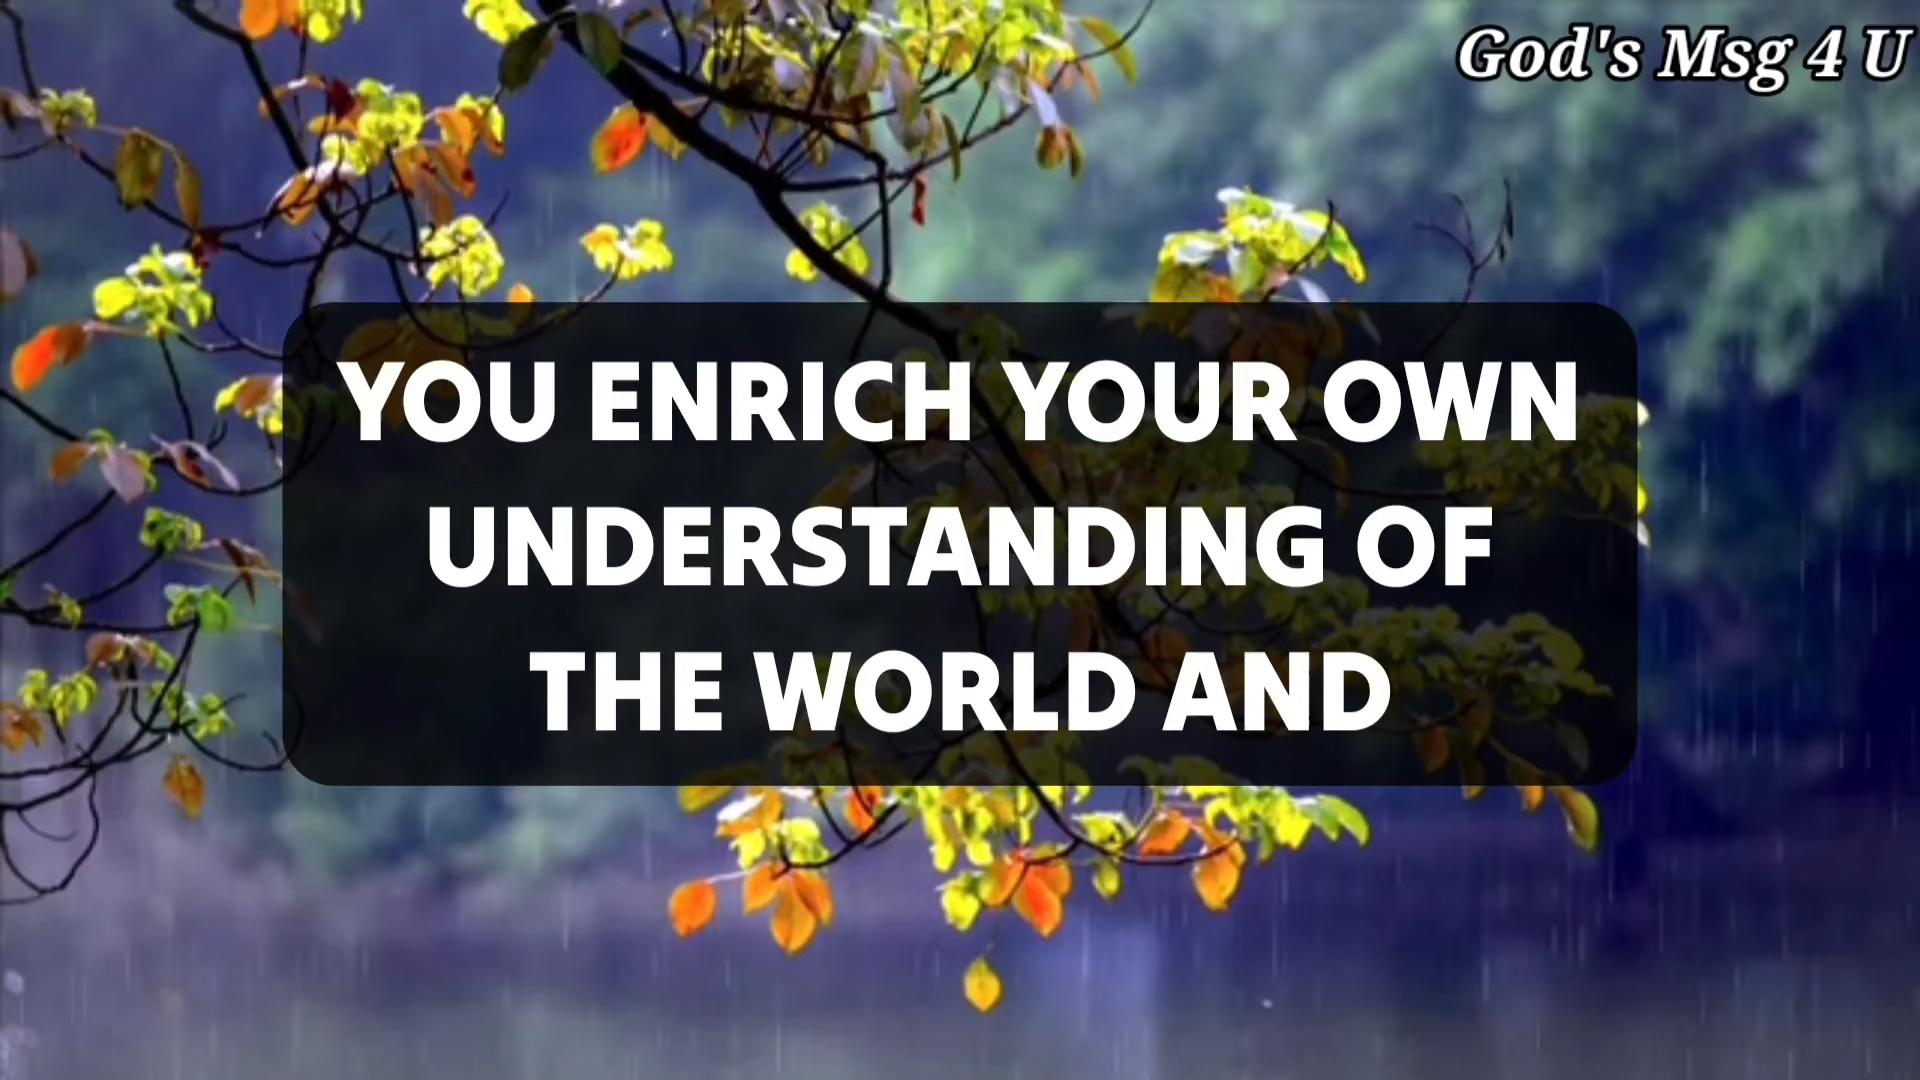 God's Msg 4 U
YOU ENRICH YOUR OWN
UNDERSTANDING OF
THE WORLD AND